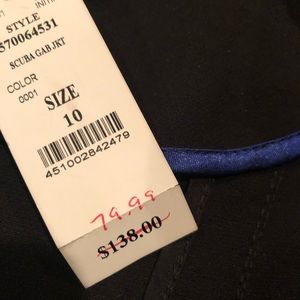 STYLE
570064531
SCUBA GAB JKT
COLOR
0001
SIZE
10
451002842479
79.99
$138.00